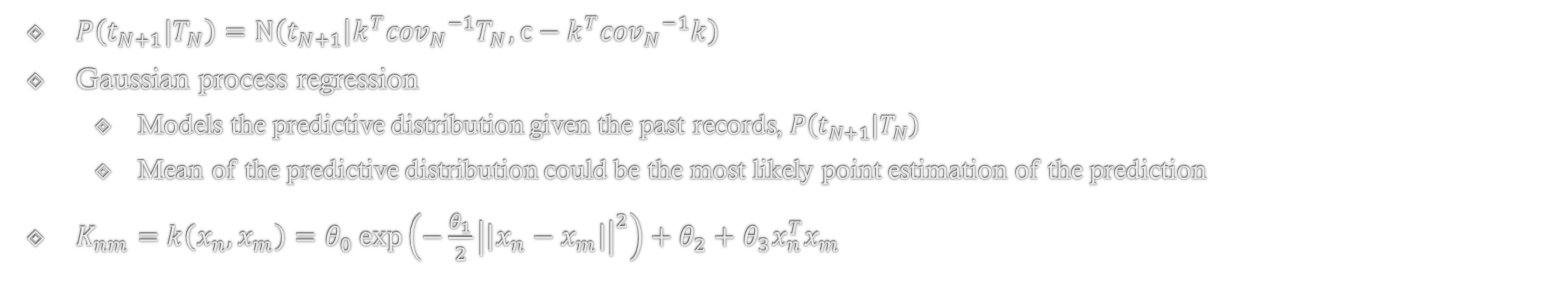 ❖ P(t_{N+1}|T_N) = N(t_{N+1}|k^T cov_N^{-1} T_N, c − k^T cov_N^{-1} k)
❖ Gaussian process regression
❖ Models the predictive distribution given the past records, P(t_{N+1}|T_N)
❖ Mean of the predictive distribution could be the most likely point estimation of the prediction
❖ K_{nm} = k(x_n, x_m) = θ_0 exp(−\frac{θ_1}{2} ||x_n − x_m||^2) + θ_2 + θ_3 x_n^T x_m